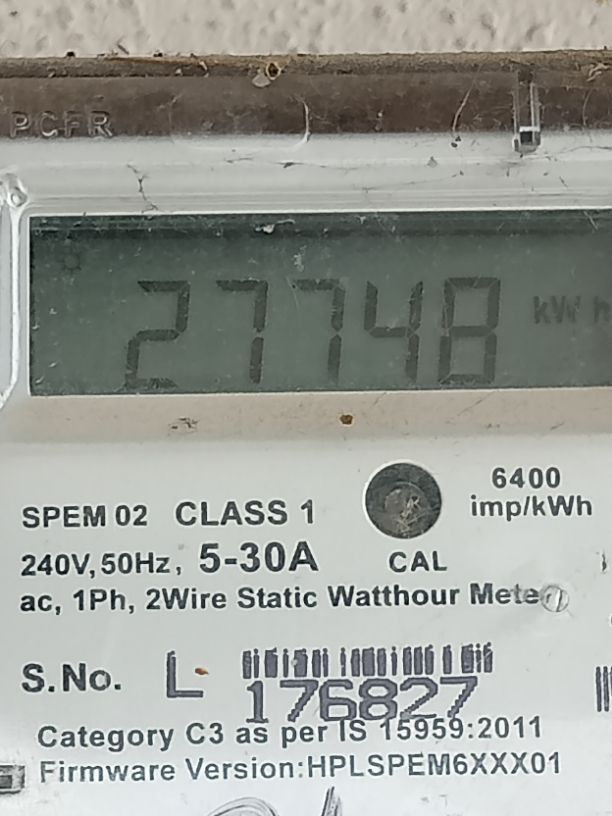 PCFR
27748 kWh
6400
imp/kWh
SPEM 02 CLASS 1
240V, 50Hz, 5-30A
CAL
ac, 1Ph, 2Wire Static Watthour Meter
S.No. L- 176827
Category C3 as per IS 15959:2011
Firmware Version:HPLSPEM6XXX01